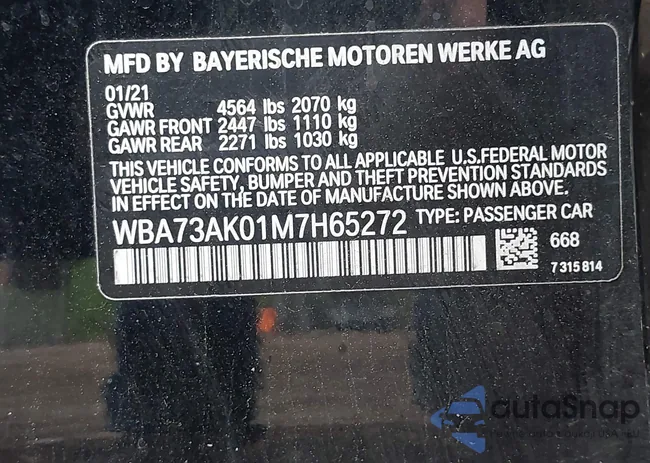 MFD BY BAYERISCHE MOTOREN WERKE AG
01/21
GVWR 4564 lbs 2070 kg
GAWR FRONT 2447 lbs 1110 kg
GAWR REAR 2271 lbs 1030 kg
THIS VEHICLE CONFORMS TO ALL APPLICABLE U.S.FEDERAL MOTOR
VEHICLE SAFETY, BUMPER AND THEFT PREVENTION STANDARDS
IN EFFECT ON THE DATE OF MANUFACTURE SHOWN ABOVE.
WBA73AK01M7H65272 TYPE: PASSENGER CAR
668
7 315 814
autoSnap